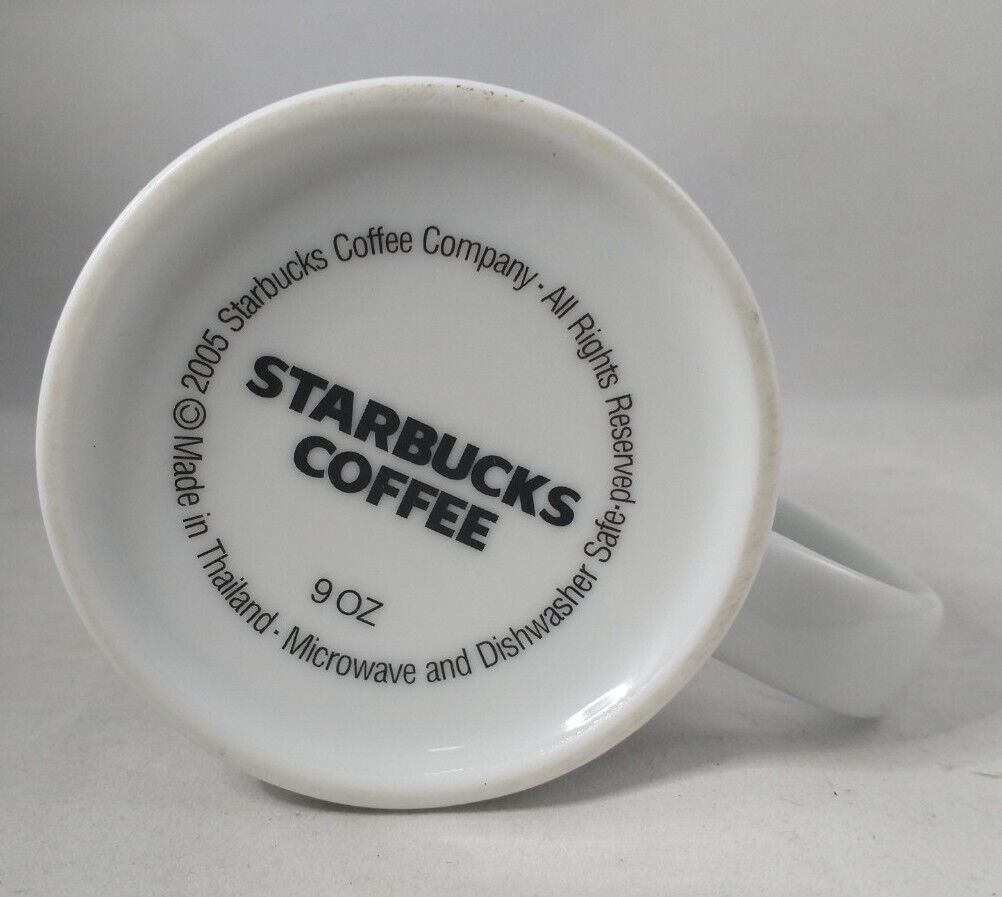 © 2005 Starbucks Coffee Company · All Rights Reserved
Made in Thailand · Microwave and Dishwasher Safe ·
STARBUCKS
COFFEE
9 OZ